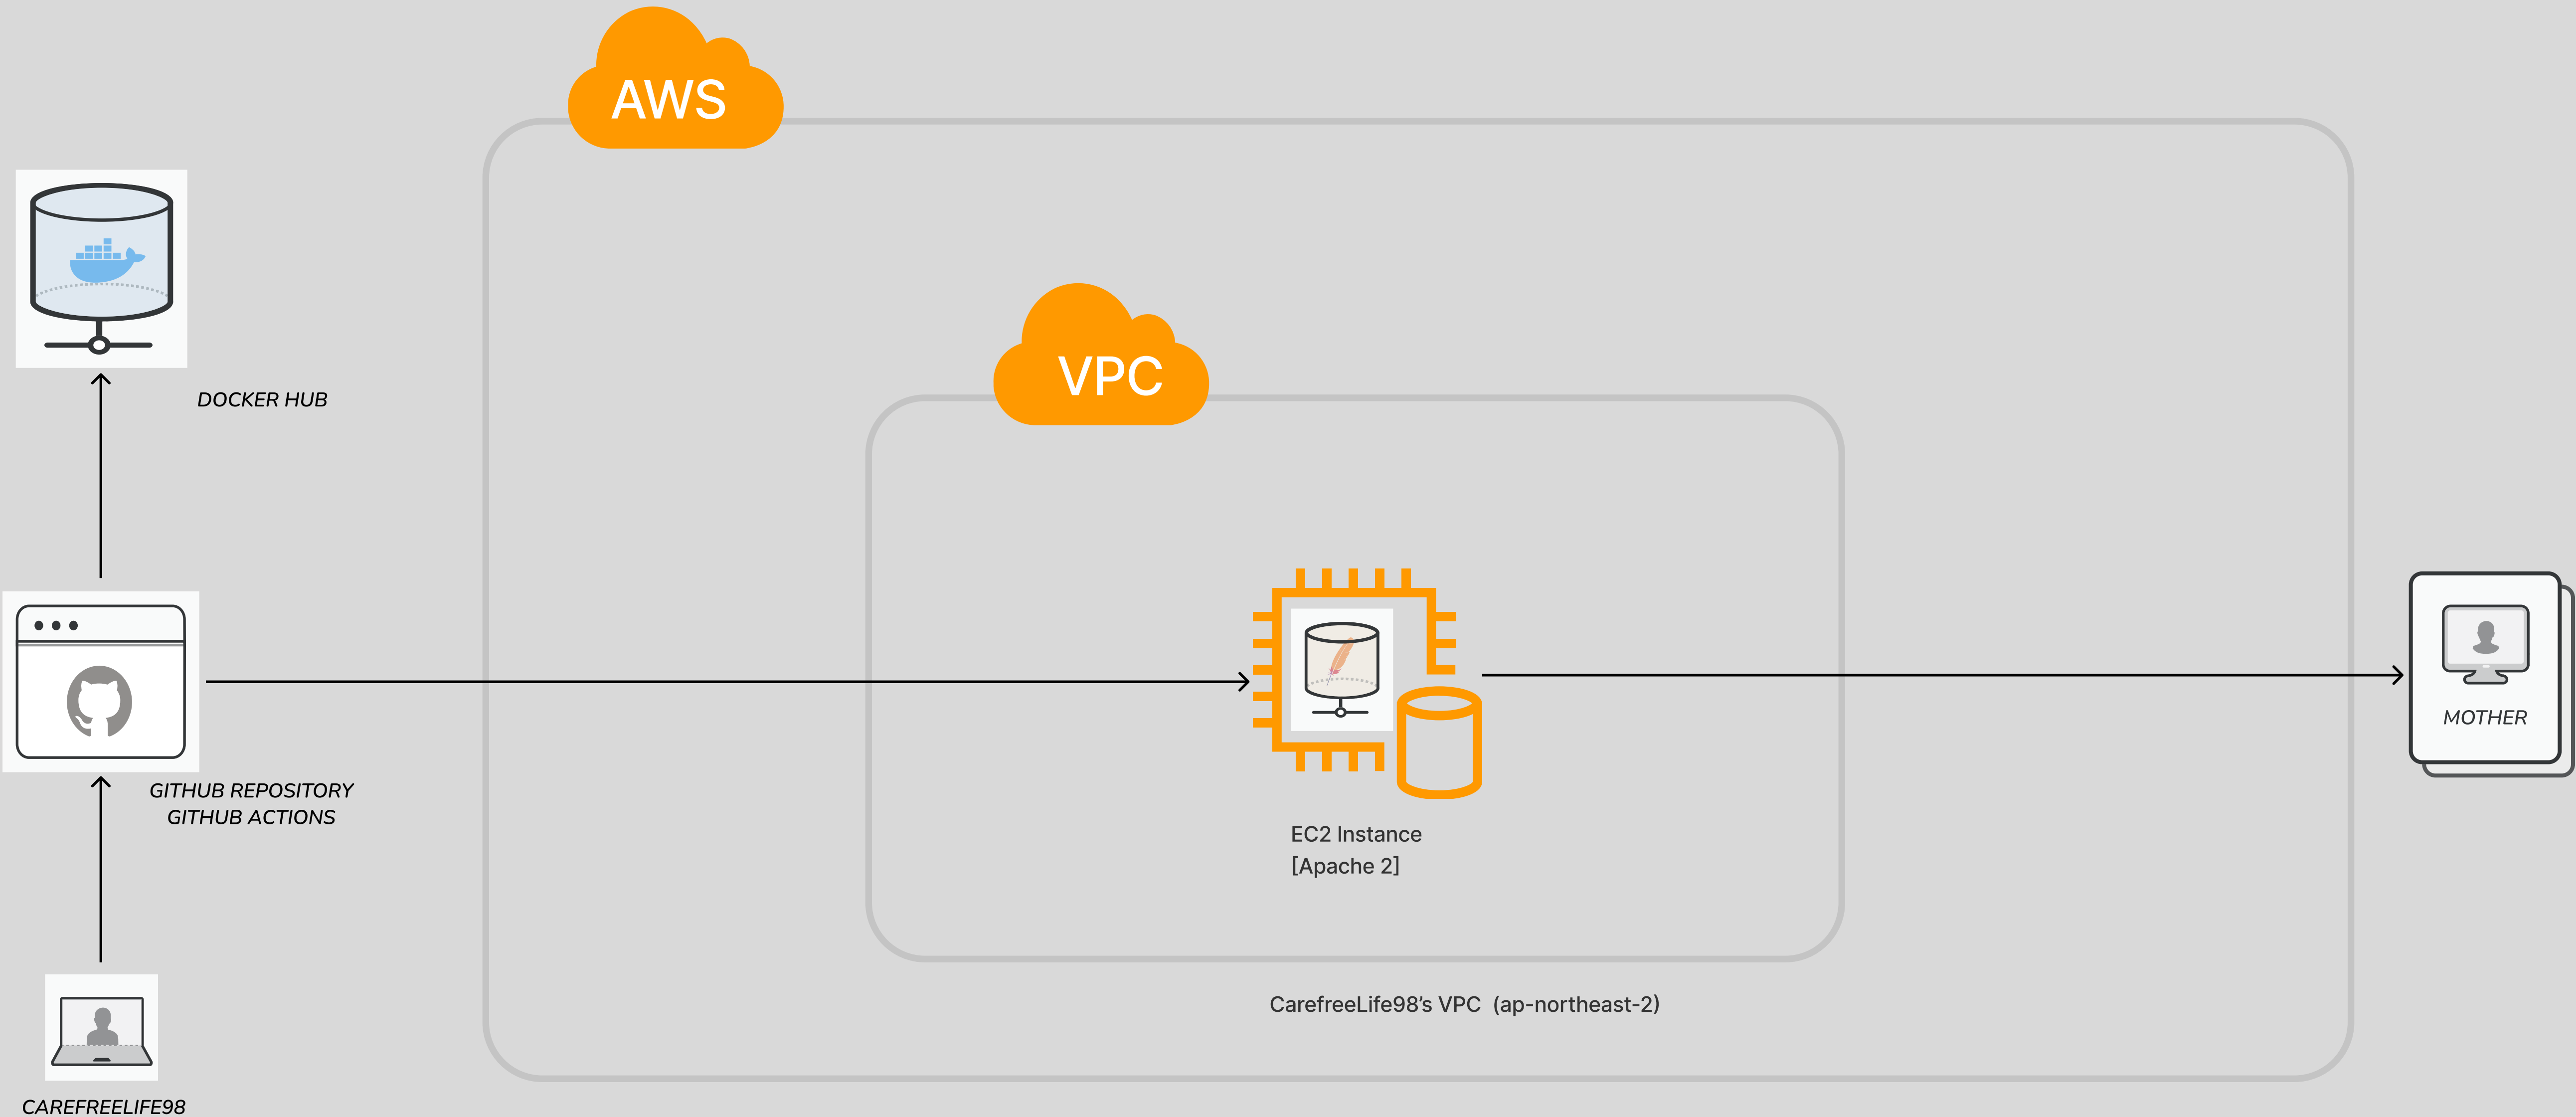 AWS
VPC
DOCKER HUB
GITHUB REPOSITORY
GITHUB ACTIONS
MOTHER
EC2 Instance
[Apache 2]
CarefreeLife98’s VPC (ap-northeast-2)
CAREFREELIFE98